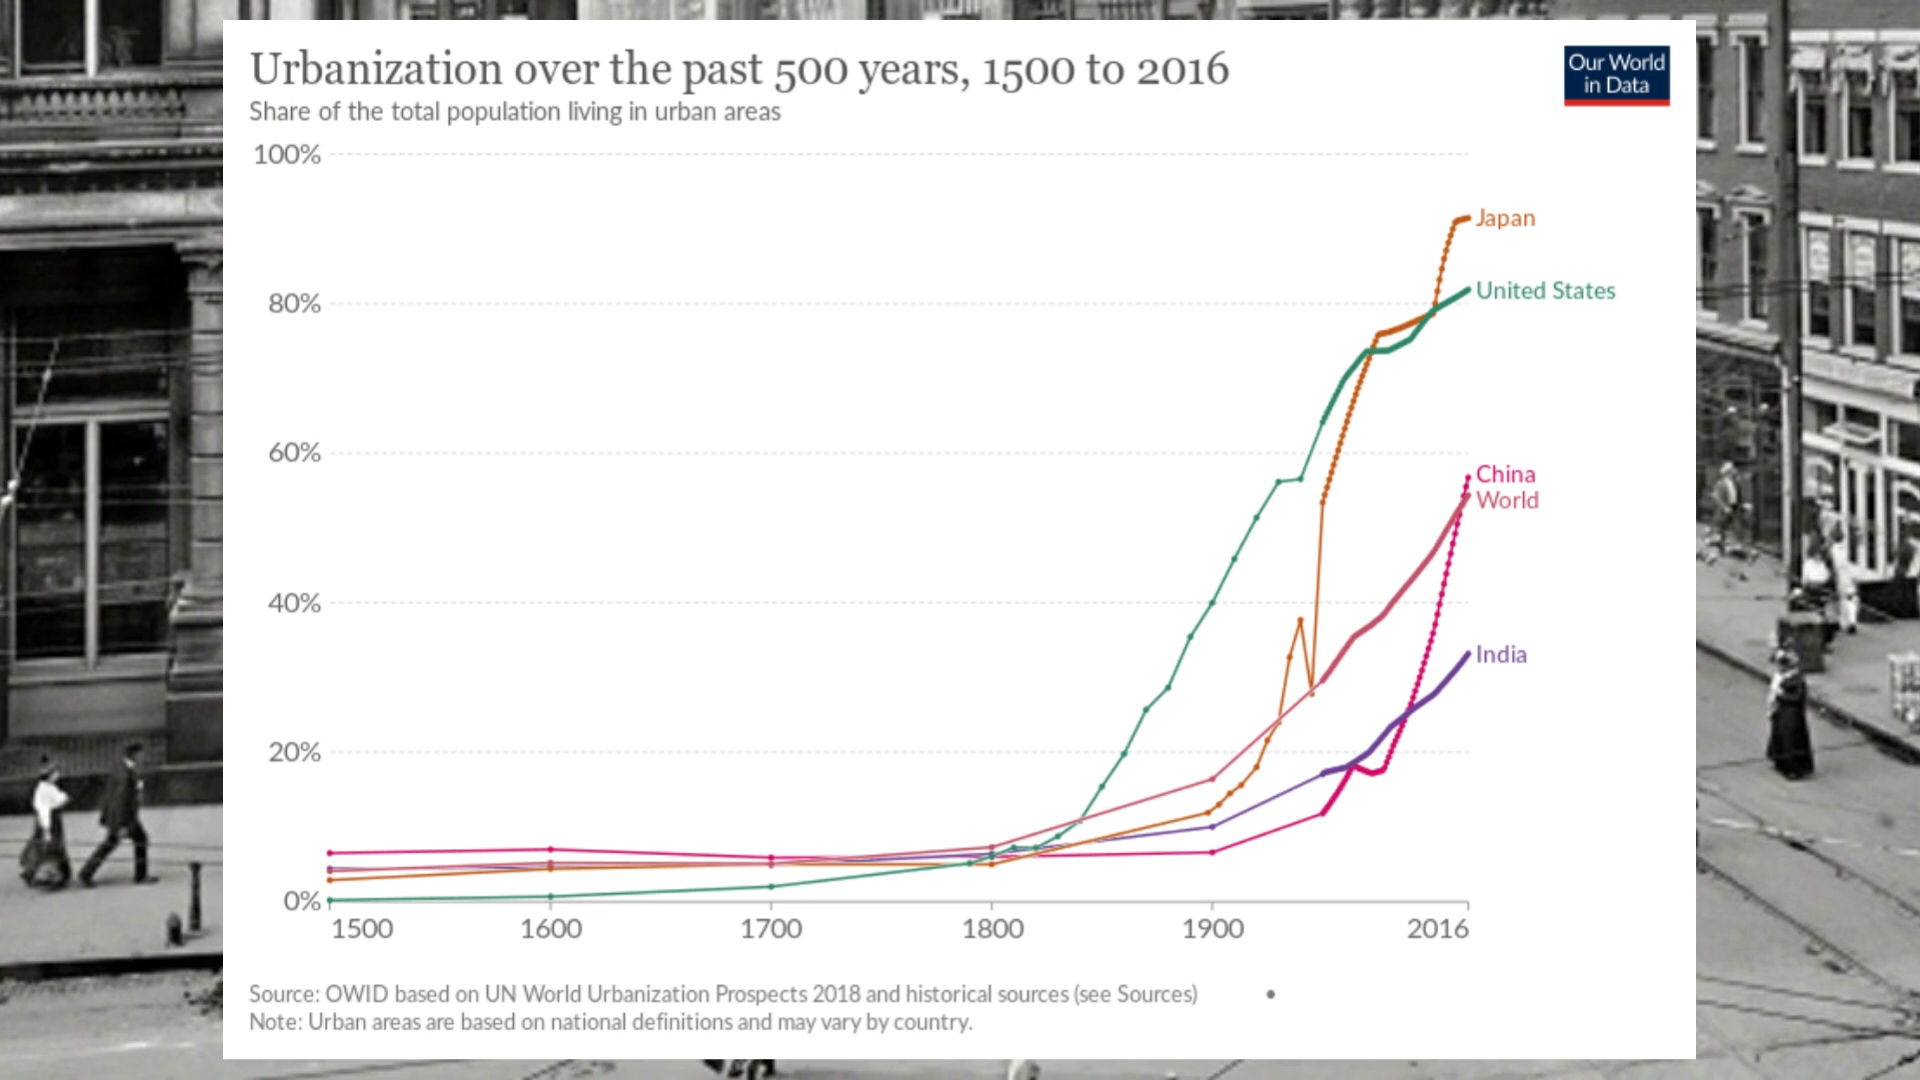 Urbanization over the past 500 years, 1500 to 2016
Share of the total population living in urban areas
Our World
in Data
100%
Japan
80%
United States
60%
China
World
40%
India
20%
0%
1500
1600
1700
1800
1900
2016
Source: OWID based on UN World Urbanization Prospects 2018 and historical sources (see Sources) •
Note: Urban areas are based on national definitions and may vary by country.